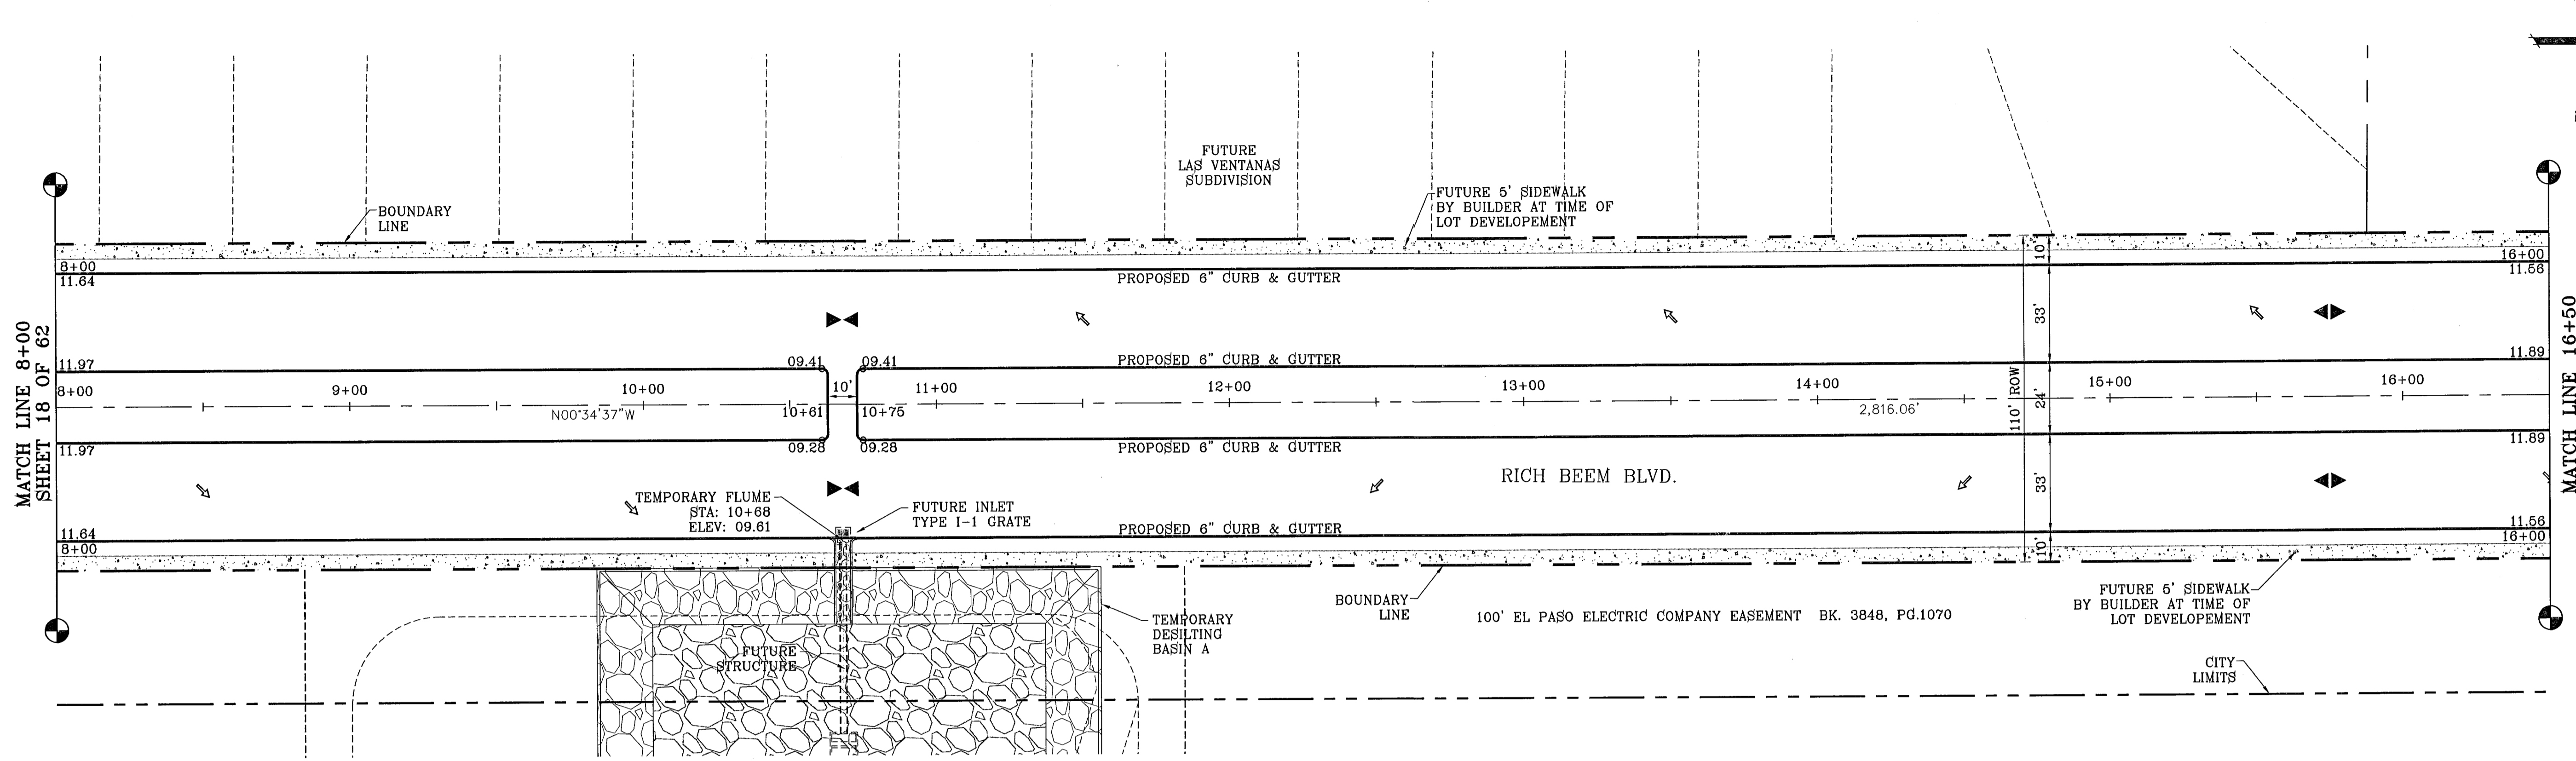 FUTURE
LAS VENTANAS
SUBDIVISION
BOUNDARY
LINE
FUTURE 5' SIDEWALK
BY BUILDER AT TIME OF
LOT DEVELOPEMENT
8+00
11.64
PROPOSED 6" CURB & GUTTER
10'
16+00
11.56
MATCH LINE 8+00
SHEET 18 OF 62
33'
MATCH LINE 16+50
11.97
09.41
09.41
PROPOSED 6" CURB & GUTTER
11.89
8+00
9+00
10+00
10'
11+00
12+00
13+00
14+00
15+00
16+00
N00°34'37"W
10+61
10+75
2,816.06'
110' ROW
24'
11.97
09.28
09.28
PROPOSED 6" CURB & GUTTER
11.89
RICH BEEM BLVD.
33'
TEMPORARY FLUME
STA: 10+68
ELEV: 09.61
FUTURE INLET
TYPE I-1 GRATE
11.64
8+00
PROPOSED 6" CURB & GUTTER
10'
11.56
16+00
BOUNDARY
LINE
TEMPORARY
DESILTING
BASIN A
100' EL PASO ELECTRIC COMPANY EASEMENT BK. 3848, PG.1070
FUTURE 5' SIDEWALK
BY BUILDER AT TIME OF
LOT DEVELOPEMENT
FUTURE
STRUCTURE
CITY
LIMITS